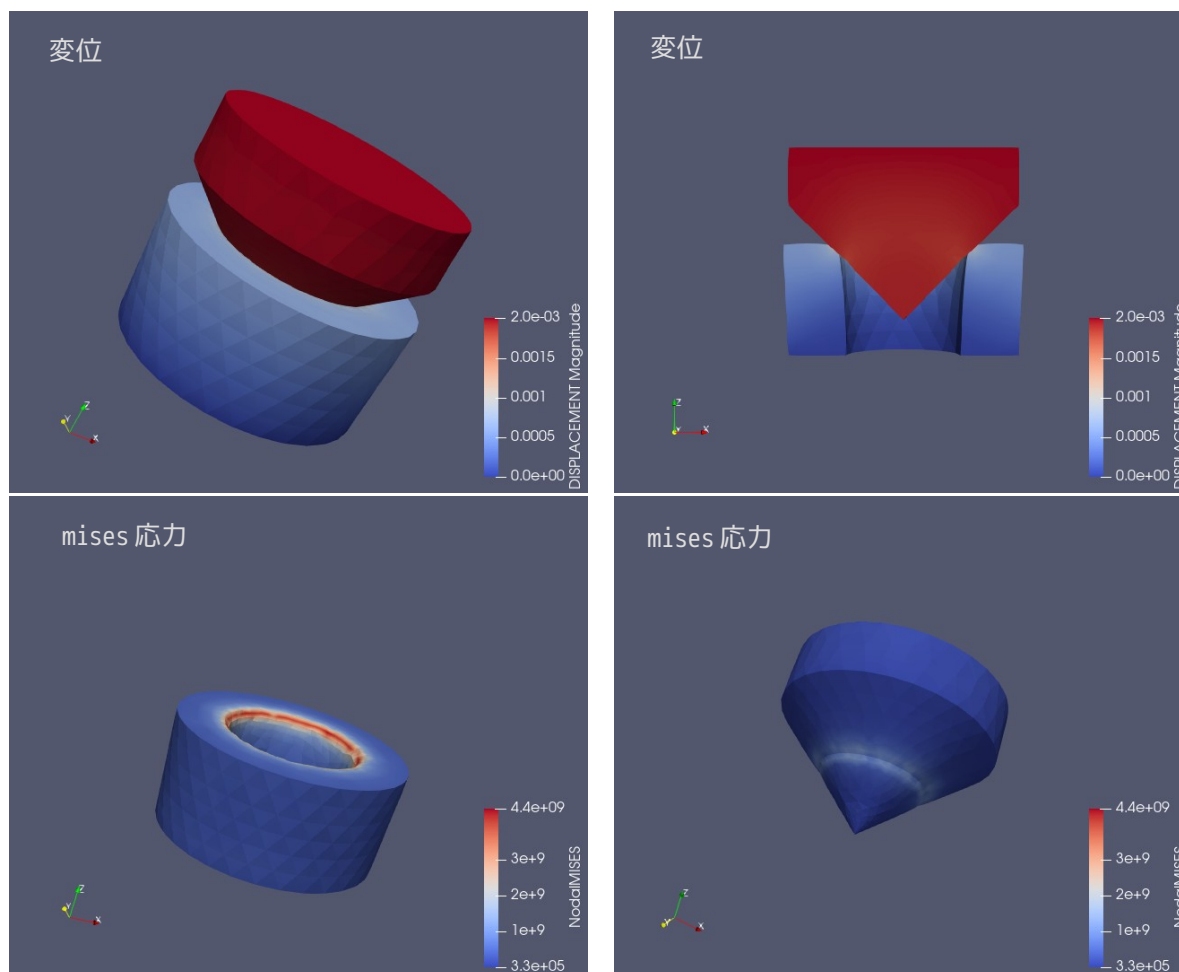 変位
2.0e-03
0.0015
0.001
0.0005
0.0e+00
DISPLACEMENT Magnitude
Z
Y
X
変位
2.0e-03
0.0015
0.001
0.0005
0.0e+00
DISPLACEMENT Magnitude
Z
Y
X
mises 応力
4.4e+09
3e+9
2e+9
1e+9
3.3e+05
NodalMISES
Z
Y
X
mises 応力
4.4e+09
3e+9
2e+9
1e+9
3.3e+05
NodalMISES
Z
Y
X